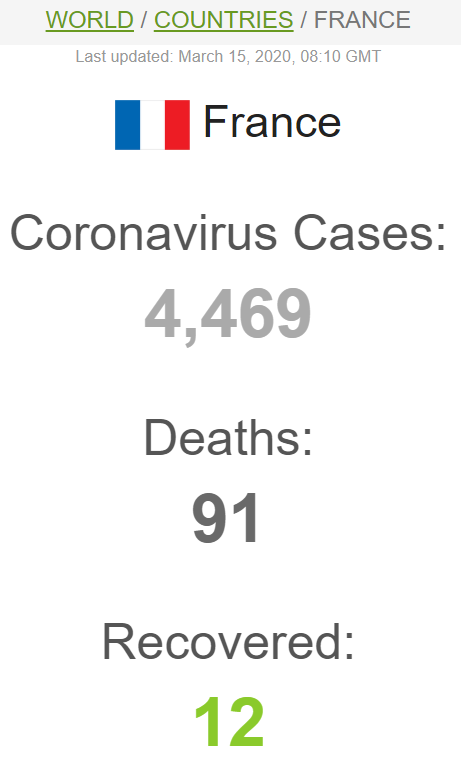 WORLD / COUNTRIES / FRANCE
Last updated: March 15, 2020, 08:10 GMT
France
Coronavirus Cases:
4,469
Deaths:
91
Recovered:
12